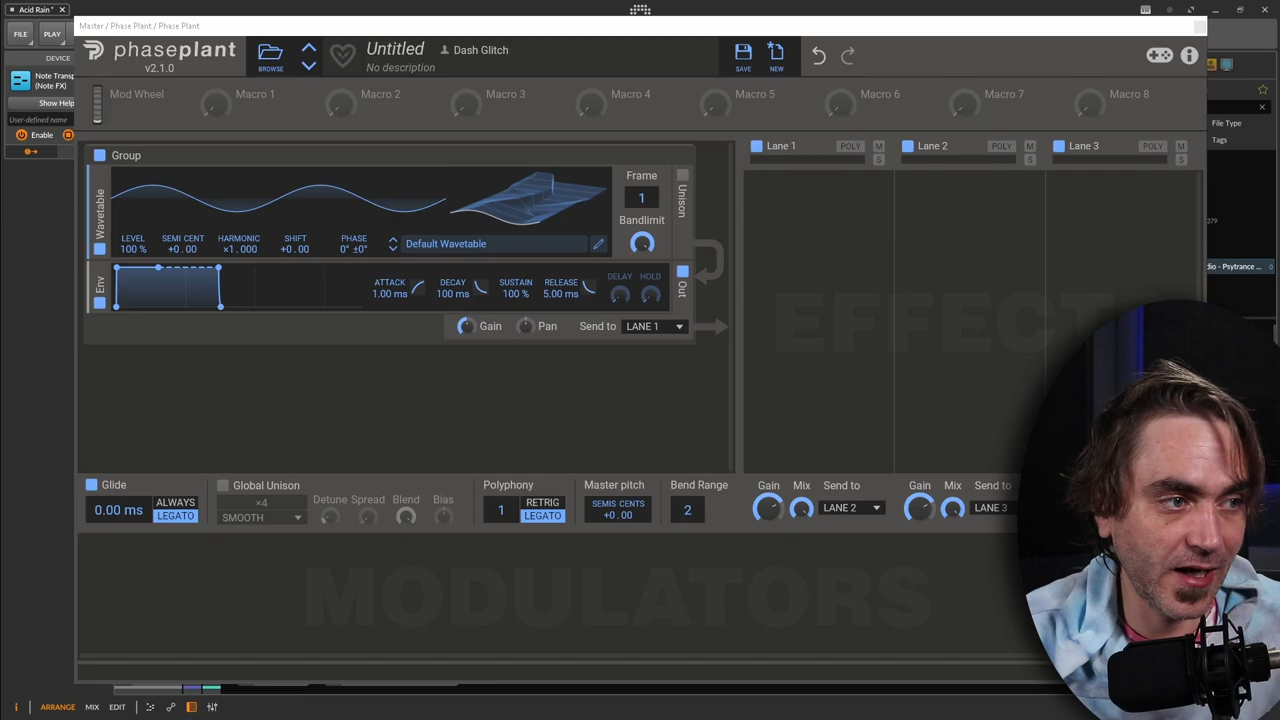 Acid Rain*
FILE
PLAY
DEVICE
Note Transp
(Note FX)
Show Help
User-defined name
Enable
Master / Phase Plant / Phase Plant
phaseplant
v2.1.0
BROWSE
Untitled
Dash Glitch
No description
SAVE
NEW
Mod Wheel
Macro 1
Macro 2
Macro 3
Macro 4
Macro 5
Macro 6
Macro 7
Macro 8
File Type
Tags
379
dio - Psytrance ...
Group
Wavetable
LEVEL
100 %
SEMI CENT
+0.00
HARMONIC
×1.000
SHIFT
+0.00
PHASE
0° ±0°
Default Wavetable
Frame
1
Bandlimit
Unison
Env
ATTACK
1.00 ms
DECAY
100 ms
SUSTAIN
100 %
RELEASE
5.00 ms
DELAY
HOLD
Out
Gain
Pan
Send to
LANE 1
Lane 1
POLY
M
S
Lane 2
POLY
M
S
Lane 3
POLY
M
S
EFFECTS
Glide
0.00 ms
ALWAYS
LEGATO
Global Unison
×4
SMOOTH
Detune
Spread
Blend
Bias
Polyphony
1
RETRIG
LEGATO
Master pitch
SEMIS CENTS
+0.00
Bend Range
2
Gain
Mix
Send to
LANE 2
Gain
Mix
Send to
LANE 3
MODULATORS
ARRANGE
MIX
EDIT